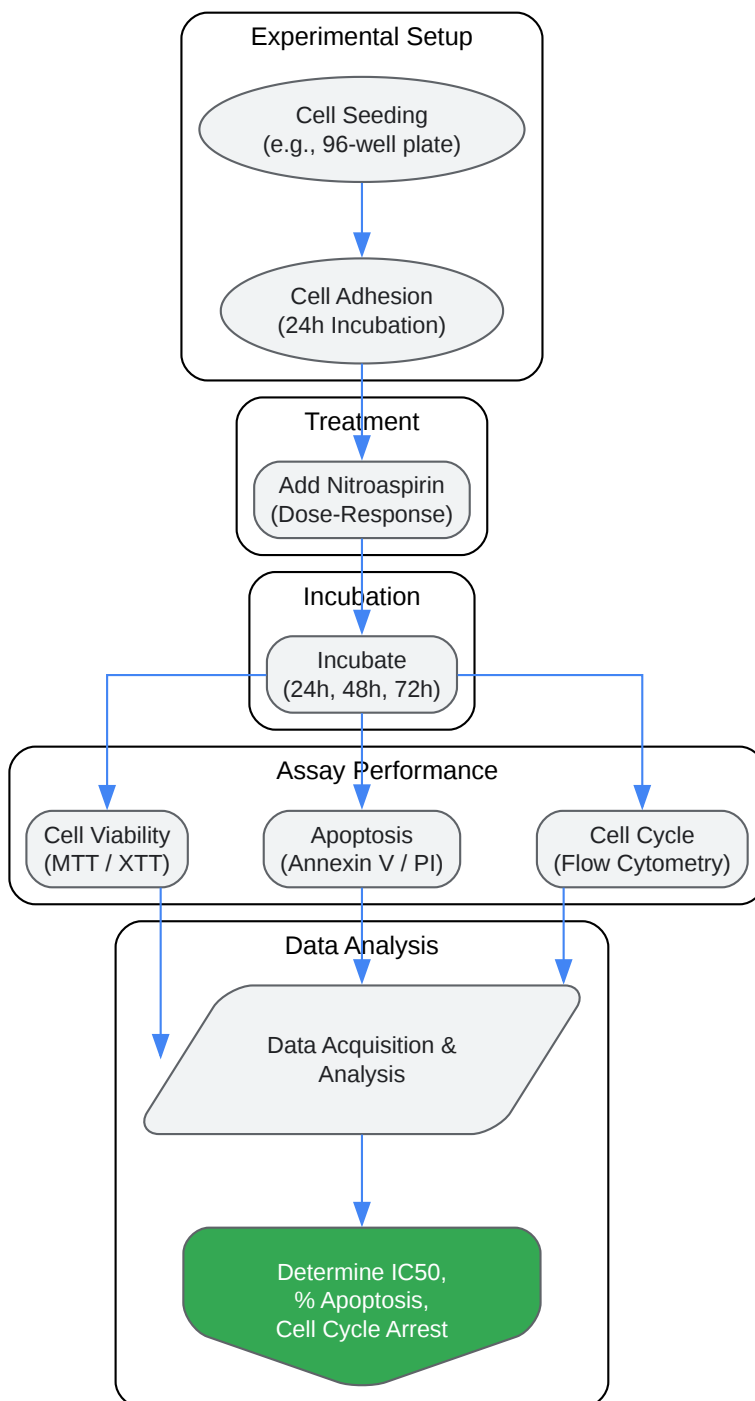 Experimental Setup
Cell Seeding
(e.g., 96-well plate)
Cell Adhesion
(24h Incubation)
Treatment
Add Nitroaspirin
(Dose-Response)
Incubation
Incubate
(24h, 48h, 72h)
Assay Performance
Cell Viability
(MTT / XTT)
Apoptosis
(Annexin V / PI)
Cell Cycle
(Flow Cytometry)
Data Analysis
Data Acquisition &
Analysis
Determine IC50,
% Apoptosis,
Cell Cycle Arrest